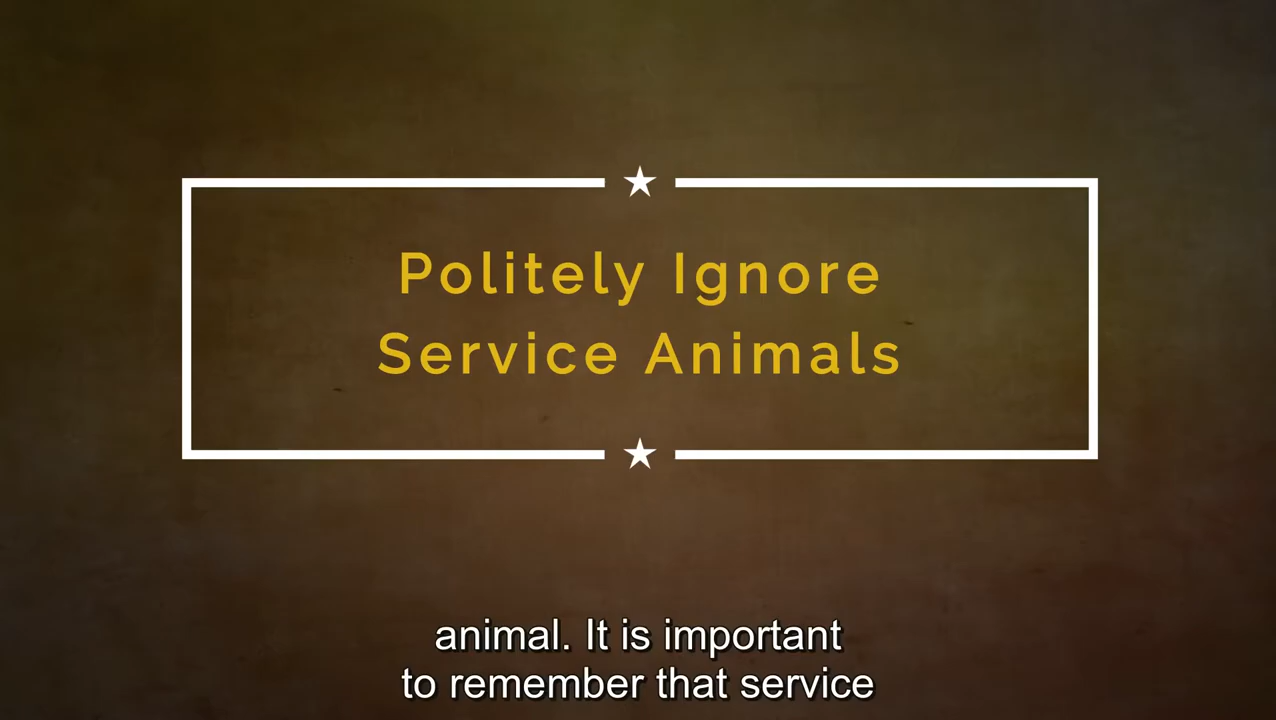 Politely Ignore
Service Animals
animal. It is important
to remember that service